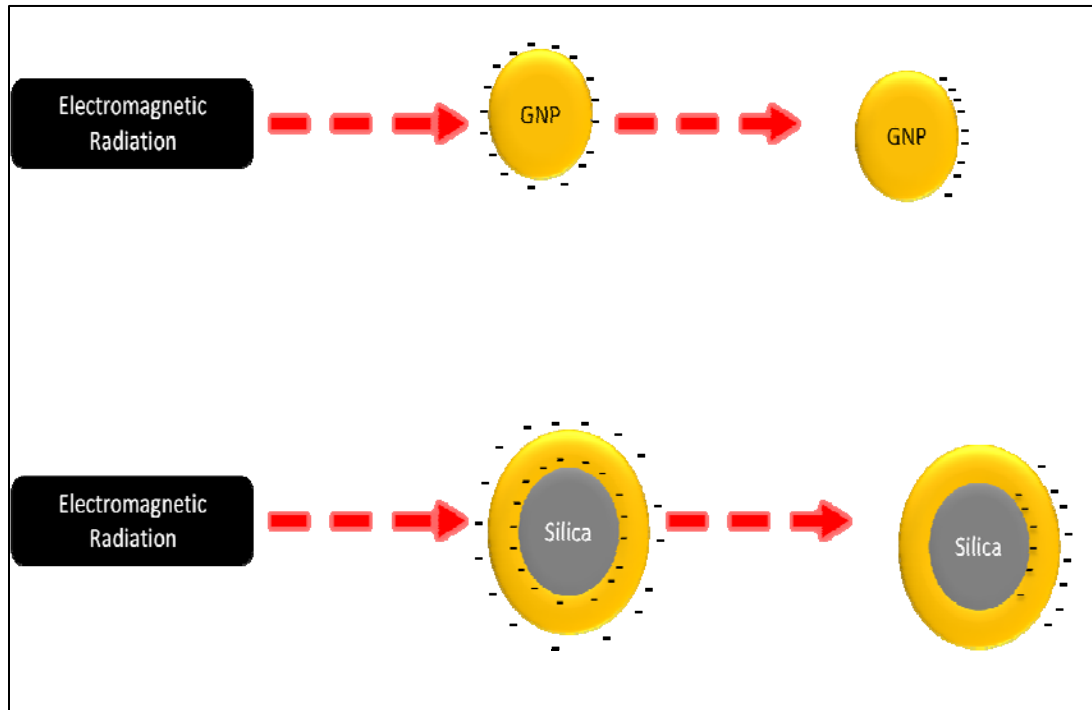 Electromagnetic
Radiation
GNP
GNP
Electromagnetic
Radiation
Silica
Silica